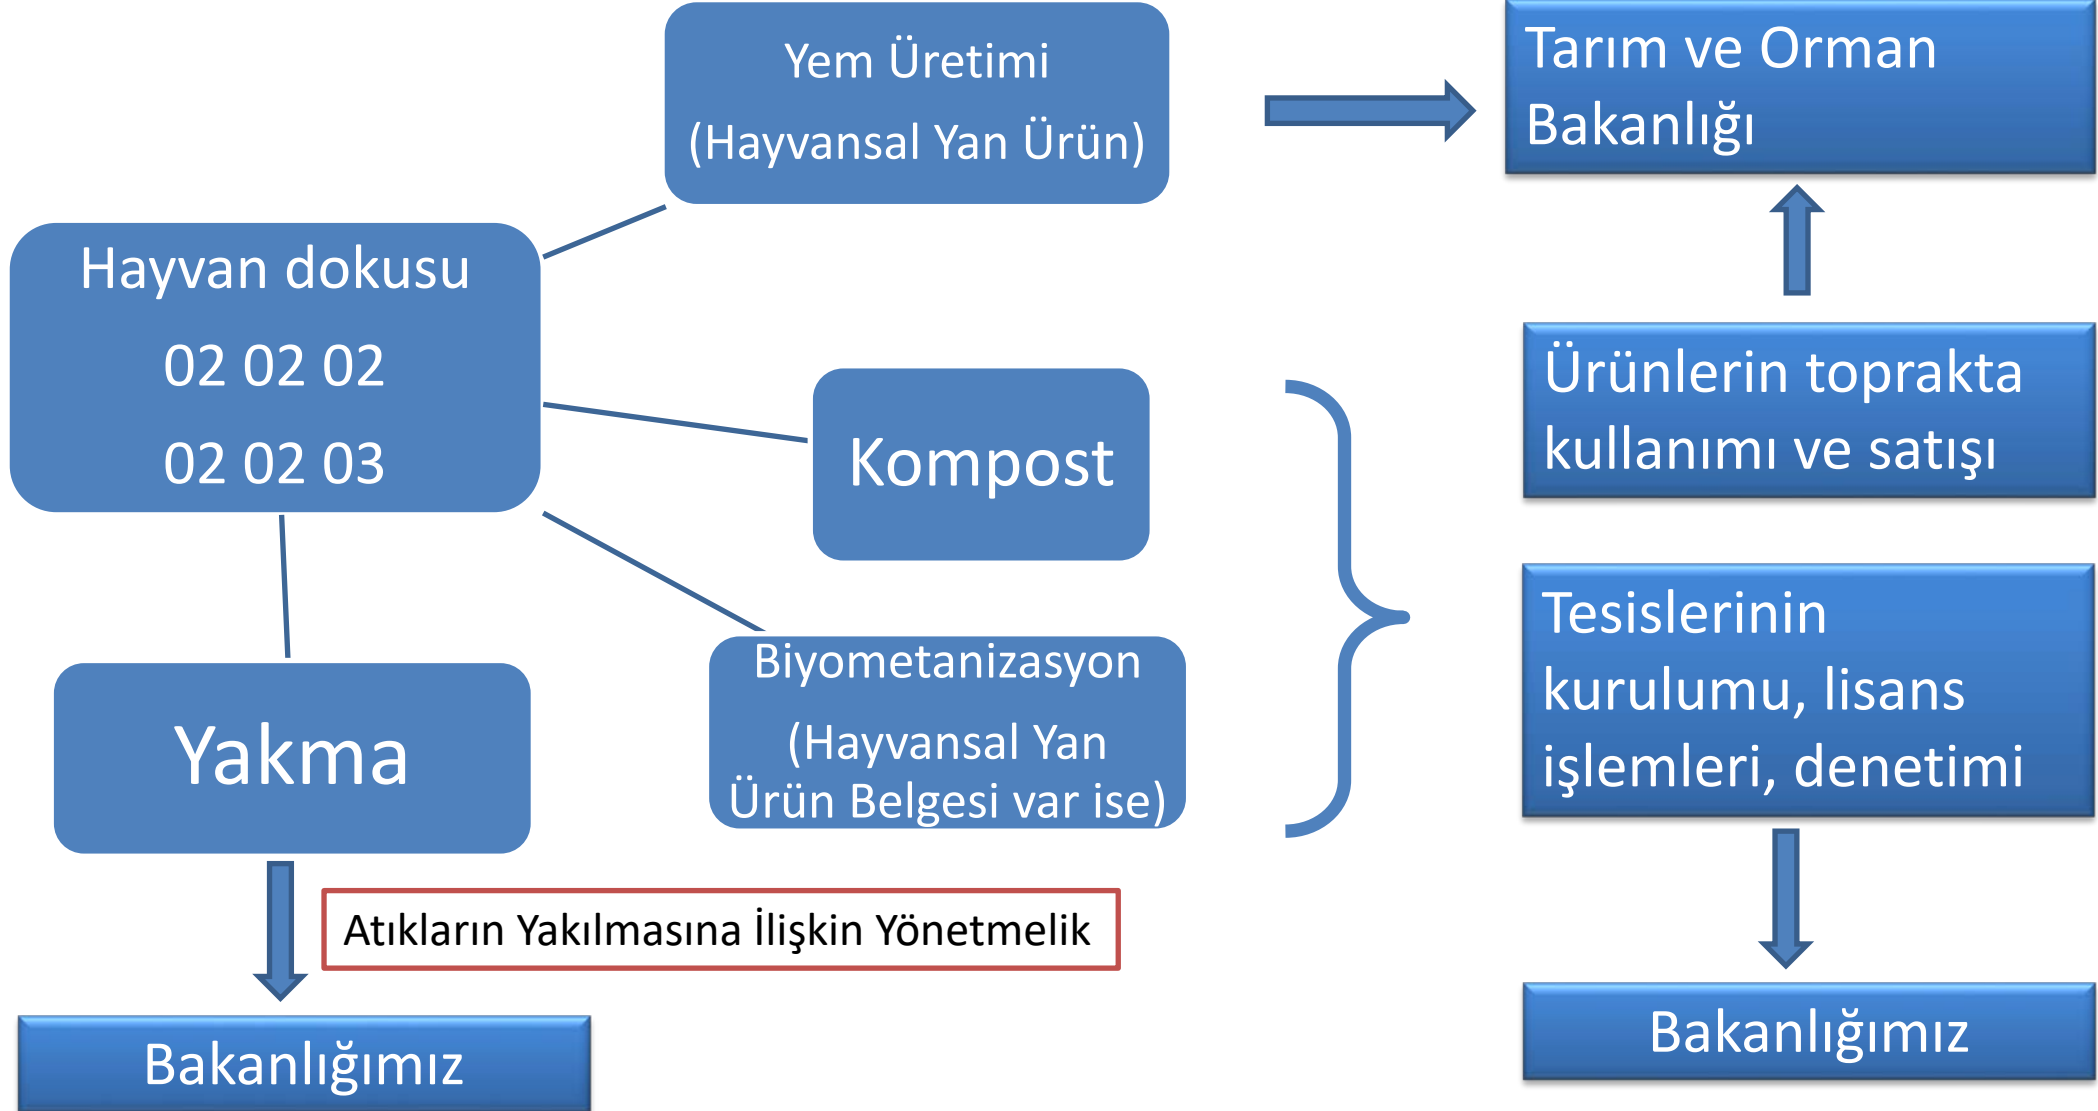 Yem Üretimi
(Hayvansal Yan Ürün)
Tarım ve Orman
Bakanlığı
Hayvan dokusu
02 02 02
02 02 03
Kompost
Ürünlerin toprakta
kullanımı ve satışı
Biyometanizasyon
(Hayvansal Yan
Ürün Belgesi var ise)
Tesislerinin
kurulumu, lisans
işlemleri, denetimi
Yakma
Atıkların Yakılmasına İlişkin Yönetmelik
Bakanlığımız
Bakanlığımız